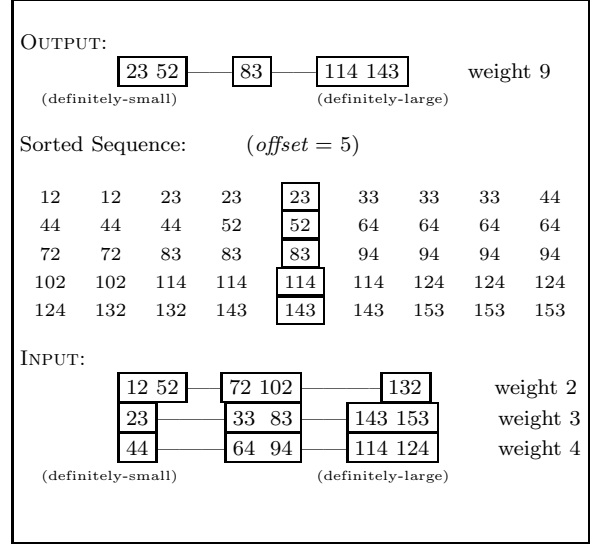 OUTPUT:
23 52 83 114 143 weight 9
(definitely-small) (definitely-large)
Sorted Sequence: (offset = 5)
12 12 23 23 23 33 33 33 44
44 44 44 52 52 64 64 64 64
72 72 83 83 83 94 94 94 94
102 102 114 114 114 114 124 124 124
124 132 132 143 143 143 153 153 153
INPUT:
12 52 72 102 132 weight 2
23 33 83 143 153 weight 3
44 64 94 114 124 weight 4
(definitely-small) (definitely-large)